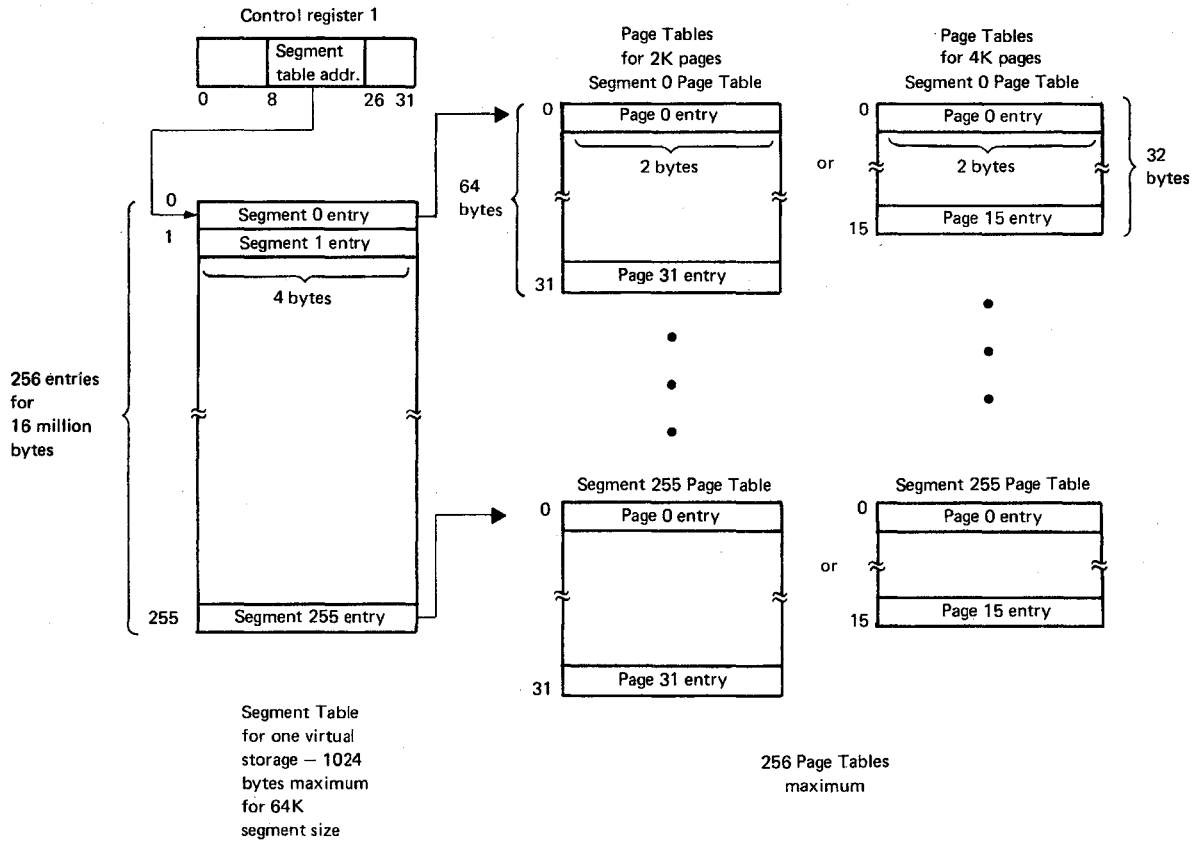 Control register 1
Segment
table addr.
0 8 26 31
Page Tables
for 2K pages
Segment 0 Page Table
0
Page 0 entry
2 bytes
64
bytes
Page 31 entry
31
or
Page Tables
for 4K pages
Segment 0 Page Table
0
Page 0 entry
2 bytes
32
bytes
Page 15 entry
15
0
Segment 0 entry
1
Segment 1 entry
4 bytes
256 entries
for
16 million
bytes
255
Segment 255 entry
Segment 255 Page Table
0
Page 0 entry
Page 31 entry
31
or
Segment 255 Page Table
0
Page 0 entry
Page 15 entry
15
Segment Table
for one virtual
storage — 1024
bytes maximum
for 64K
segment size
256 Page Tables
maximum